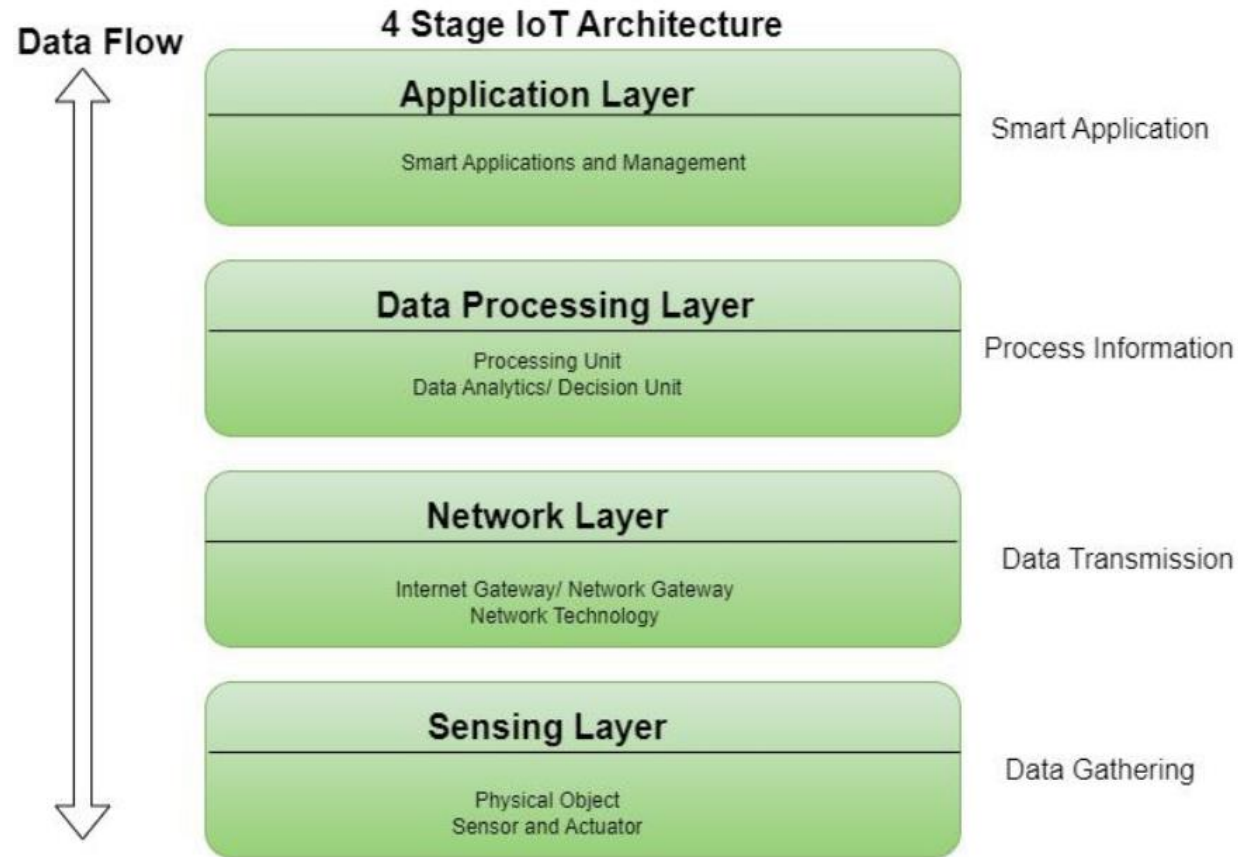 4 Stage IoT Architecture
Data Flow
Application Layer
Smart Applications and Management
Smart Application
Data Processing Layer
Processing Unit
Data Analytics/ Decision Unit
Process Information
Network Layer
Internet Gateway/ Network Gateway
Network Technology
Data Transmission
Sensing Layer
Physical Object
Sensor and Actuator
Data Gathering